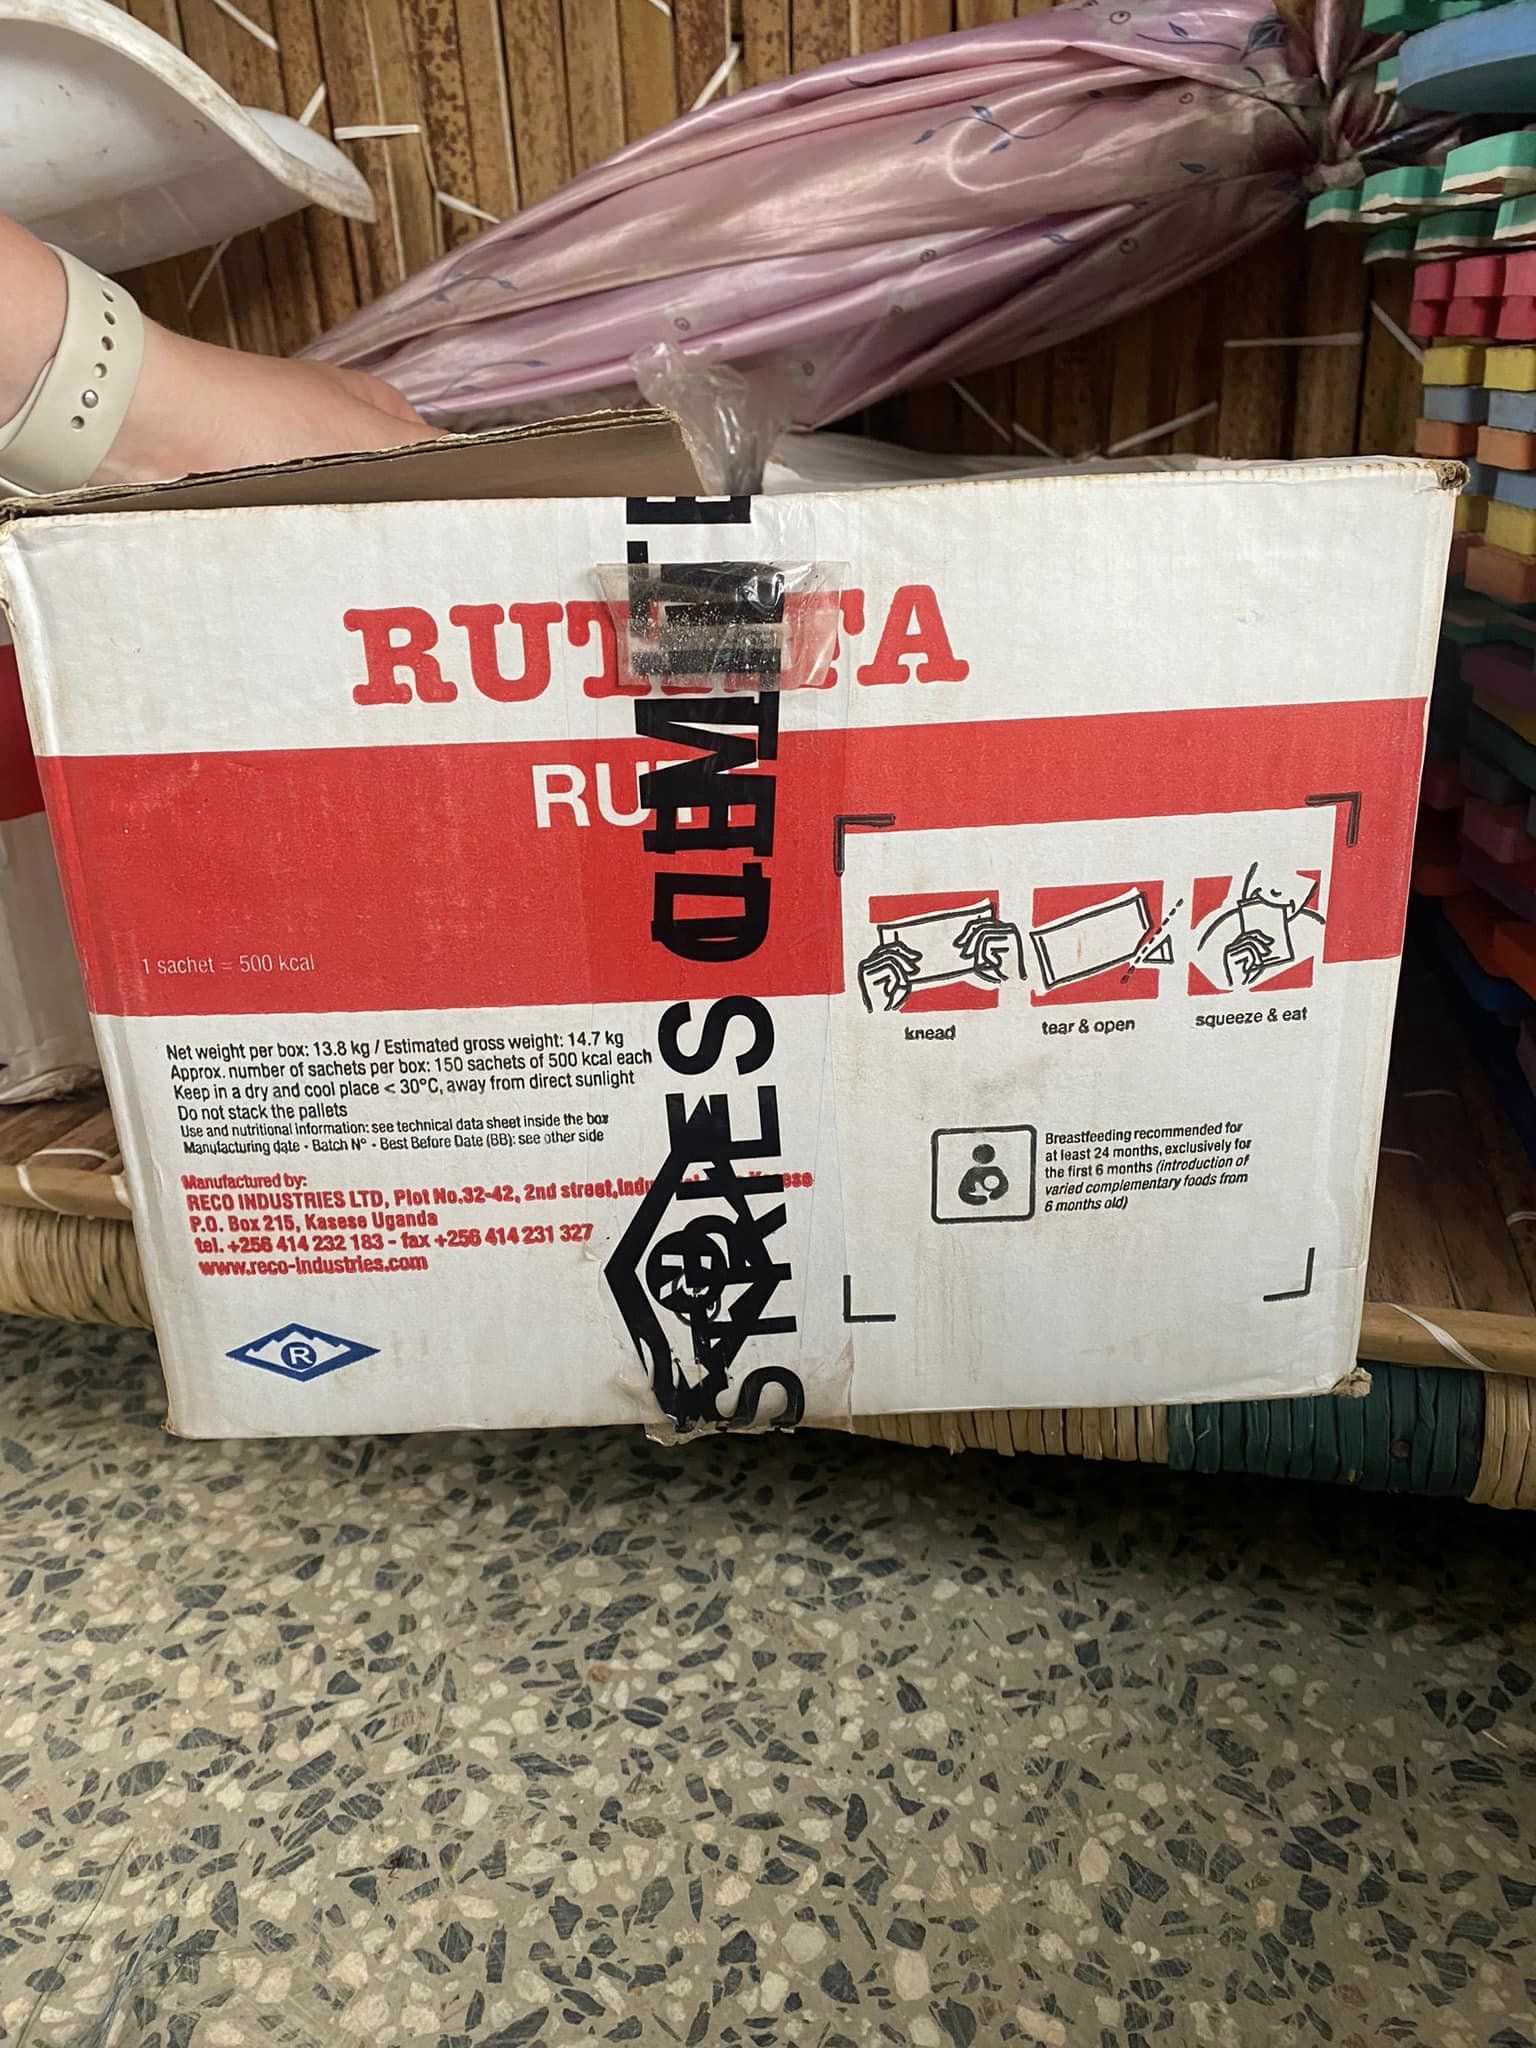 RUTAFA
RUTF
1 sachet = 500 kcal
knead
tear & open
squeeze & eat
Net weight per box: 13.8 kg / Estimated gross weight: 14.7 kg
Approx. number of sachets per box: 150 sachets of 500 kcal each
Keep in a dry and cool place < 30°C, away from direct sunlight
Do not stack the pallets
Use and nutritional information: see technical data sheet inside the box
Manufacturing date - Batch N° - Best Before Date (BB): see other side
Manufactured by:
RECO INDUSTRIES LTD, Plot No.32-42, 2nd street,
P.O. Box 215, Kasese Uganda
tel. +256 414 232 183 - fax +256 414 231 327
www.reco-industries.com
R
Breastfeeding recommended for
at least 24 months, exclusively for
the first 6 months (introduction of
varied complementary foods from
6 months old)